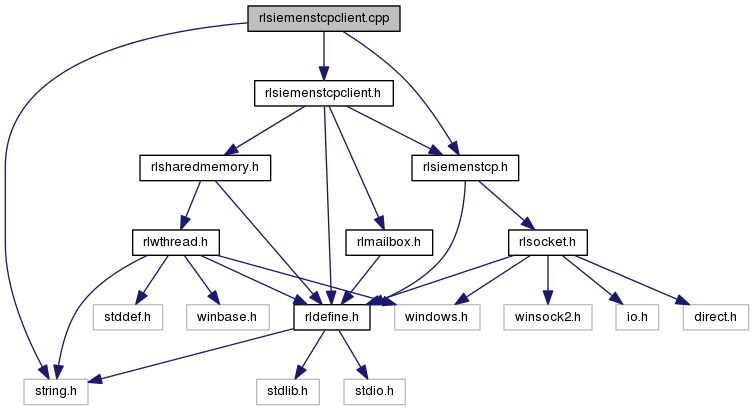 rlsiemenstcpclient.cpp
rlsiemenstcpclient.h
rlsharedmemory.h
rlsiemenstcp.h
rlwthread.h
rlmailbox.h
rlsocket.h
stddef.h
winbase.h
rldefine.h
windows.h
winsock2.h
io.h
direct.h
string.h
stdlib.h
stdio.h